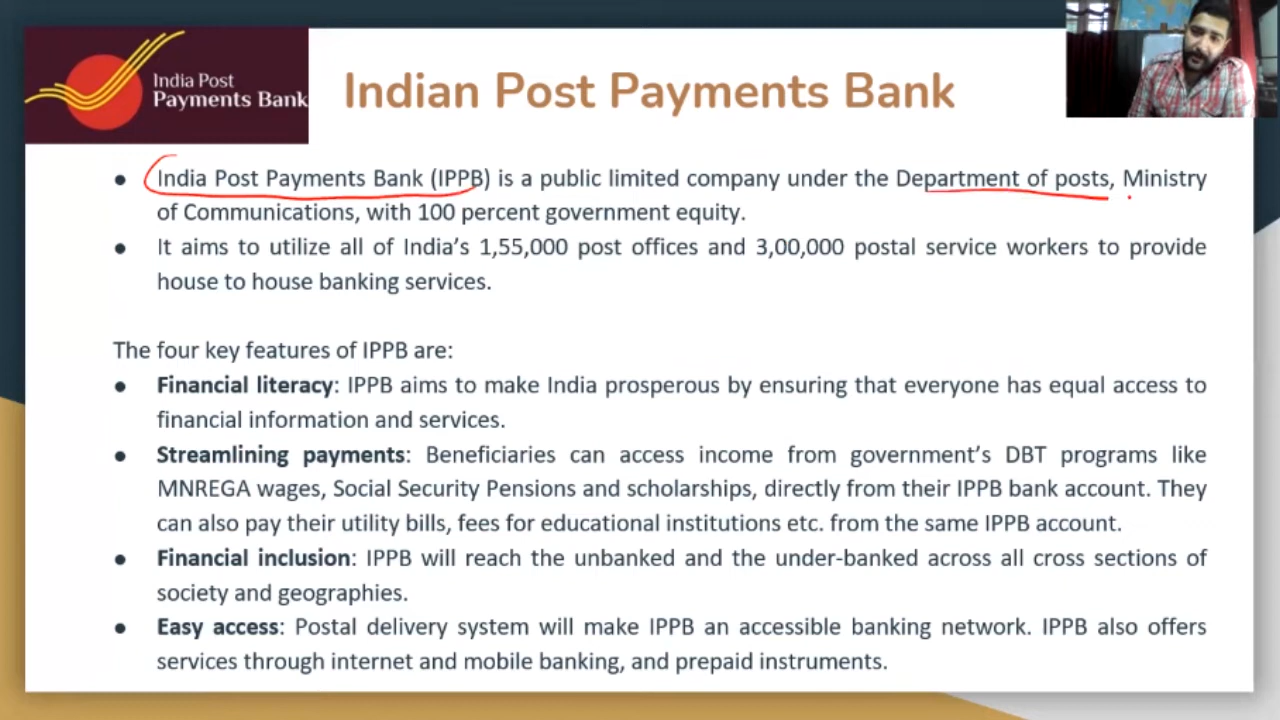 India Post
Payments Bank
Indian Post Payments Bank
● India Post Payments Bank (IPPB) is a public limited company under the Department of posts, Ministry
of Communications, with 100 percent government equity.
● It aims to utilize all of India's 1,55,000 post offices and 3,00,000 postal service workers to provide
house to house banking services.
The four key features of IPPB are:
● Financial literacy: IPPB aims to make India prosperous by ensuring that everyone has equal access to
financial information and services.
● Streamlining payments: Beneficiaries can access income from government's DBT programs like
MNREGA wages, Social Security Pensions and scholarships, directly from their IPPB bank account. They
can also pay their utility bills, fees for educational institutions etc. from the same IPPB account.
● Financial inclusion: IPPB will reach the unbanked and the under-banked across all cross sections of
society and geographies.
● Easy access: Postal delivery system will make IPPB an accessible banking network. IPPB also offers
services through internet and mobile banking, and prepaid instruments.